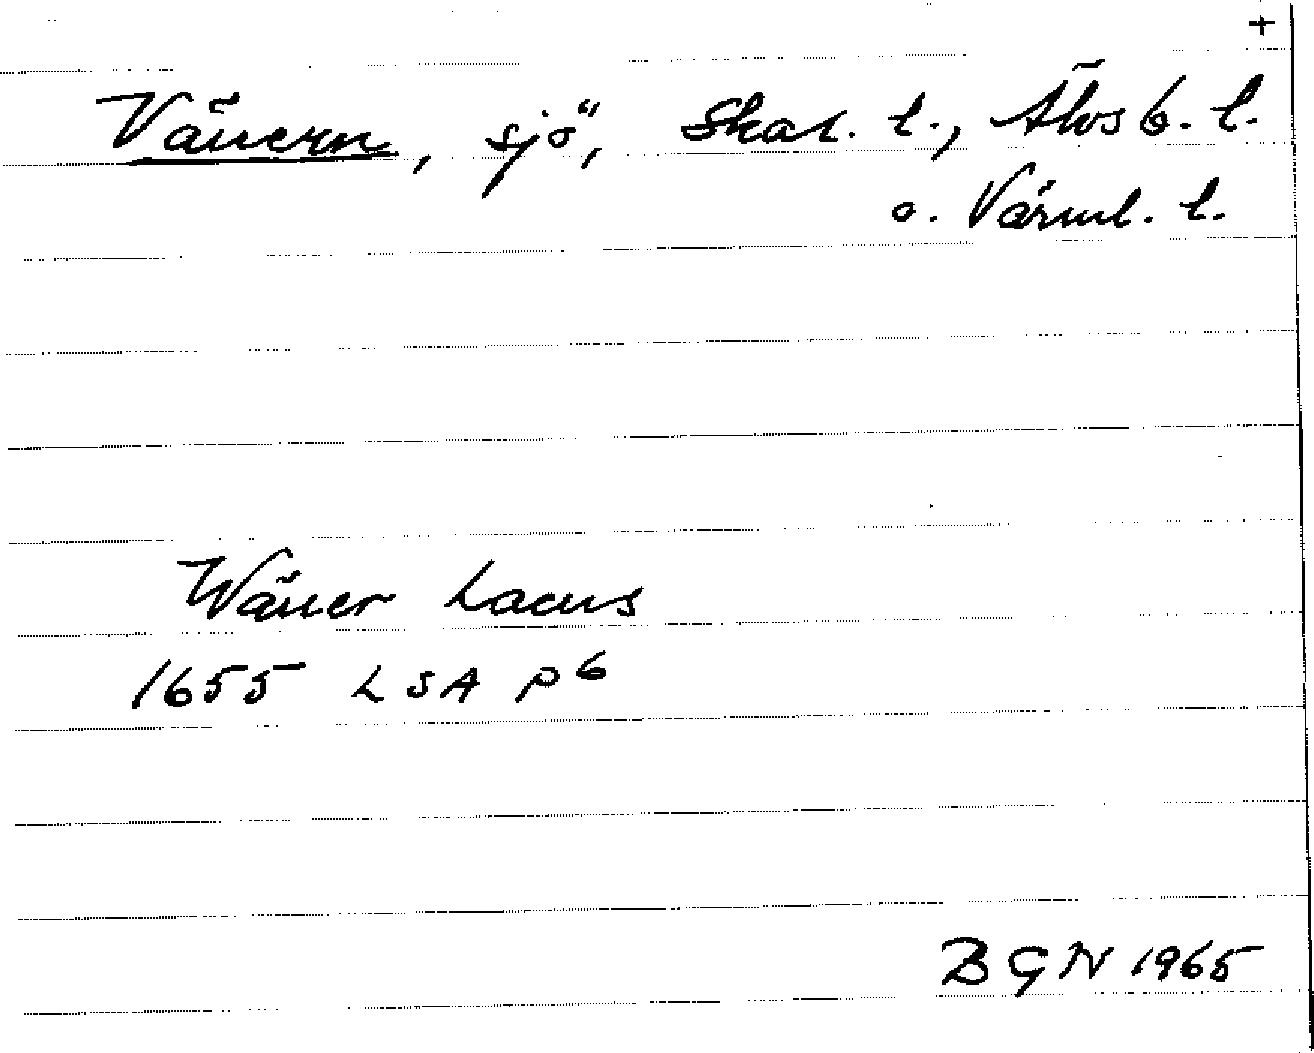 +
Vänern, sjö, Skar. l., Älvsb. l.
o. Värml. l.
Wäner Lacus
1655 LSA P6
BGN 1965